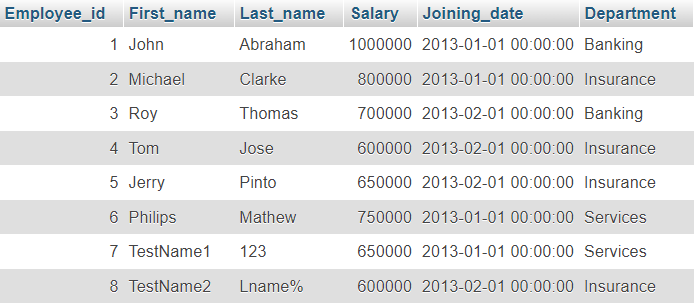 Employee_id First_name Last_name Salary Joining_date Department
1 John Abraham 1000000 2013-01-01 00:00:00 Banking
2 Michael Clarke 800000 2013-01-01 00:00:00 Insurance
3 Roy Thomas 700000 2013-02-01 00:00:00 Banking
4 Tom Jose 600000 2013-02-01 00:00:00 Insurance
5 Jerry Pinto 650000 2013-02-01 00:00:00 Insurance
6 Philips Mathew 750000 2013-01-01 00:00:00 Services
7 TestName1 123 650000 2013-01-01 00:00:00 Services
8 TestName2 Lname% 600000 2013-02-01 00:00:00 Insurance